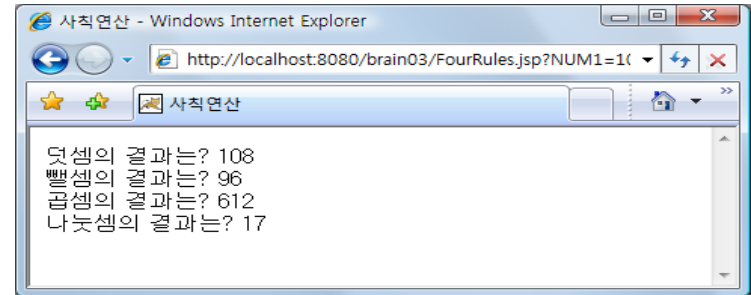 사칙연산 - Windows Internet Explorer
http://localhost:8080/brain03/FourRules.jsp?NUM1=10
사칙연산
덧셈의 결과는? 108
뺄셈의 결과는? 96
곱셈의 결과는? 612
나눗셈의 결과는? 17